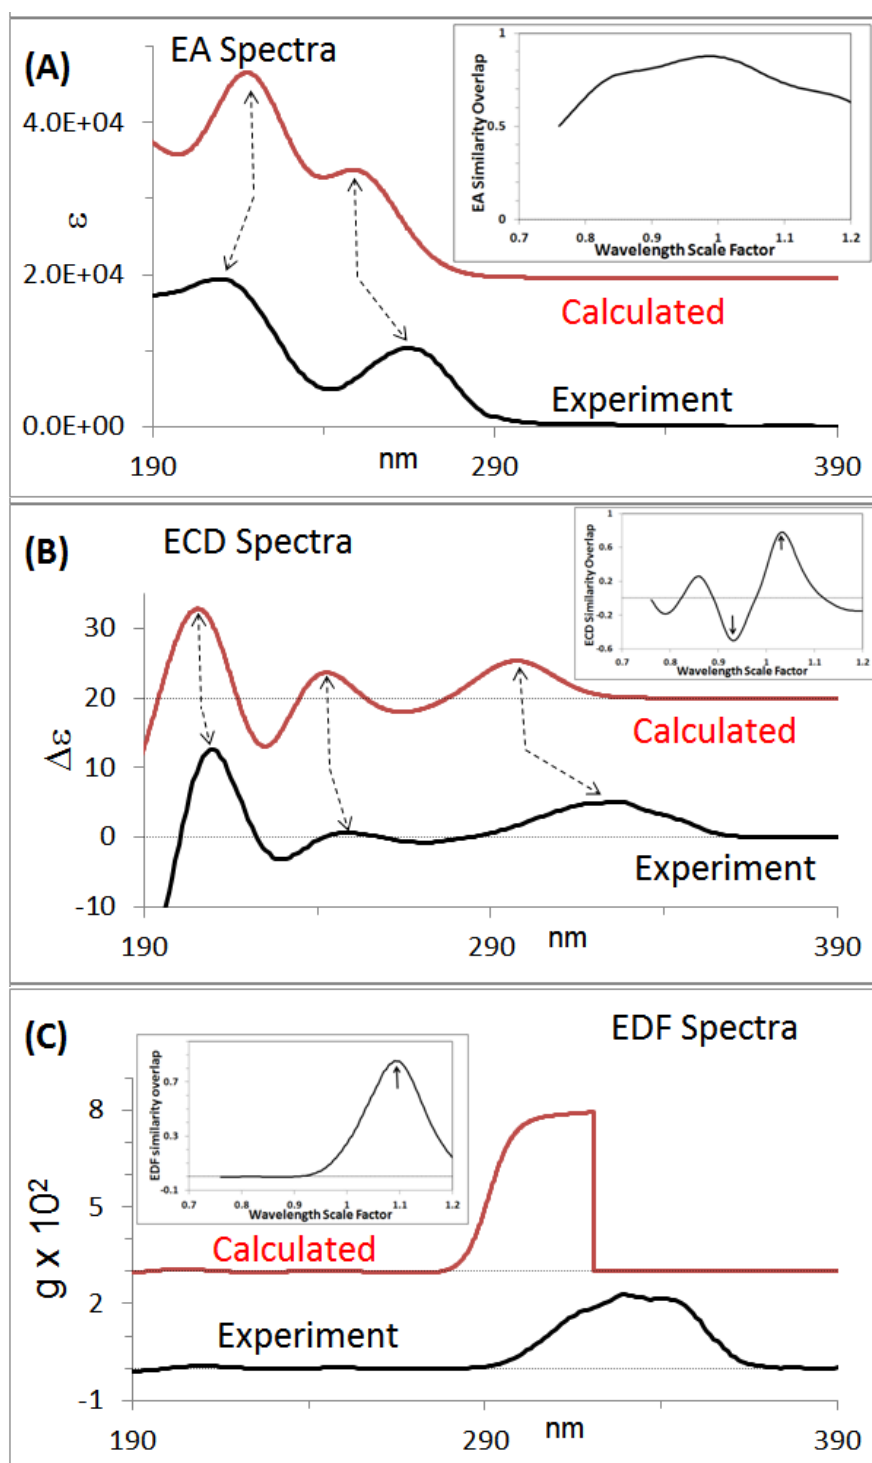 (A)
EA Spectra
4.0E+04
2.0E+04
0.0E+00
ε
Calculated
Experiment
190
nm
290
390
1
0.5
0
EA Similarity Overlap
0.7
0.8
0.9
1
1.1
1.2
Wavelength Scale Factor
(B)
ECD Spectra
30
20
10
0
-10
Δε
Calculated
Experiment
190
290
nm
390
1
0.6
0.2
-0.2
-0.6
ECD Similarity Overlap
0.7
0.8
0.9
1
1.1
1.2
Wavelength Scale Factor
(C)
EDF Spectra
8
5
2
-1
g x 10²
Calculated
Experiment
190
290
nm
390
0.7
0.3
-0.1
EDF similarity overlap
0.7
0.8
0.9
1
1.1
1.2
Wavelength Scale Factor